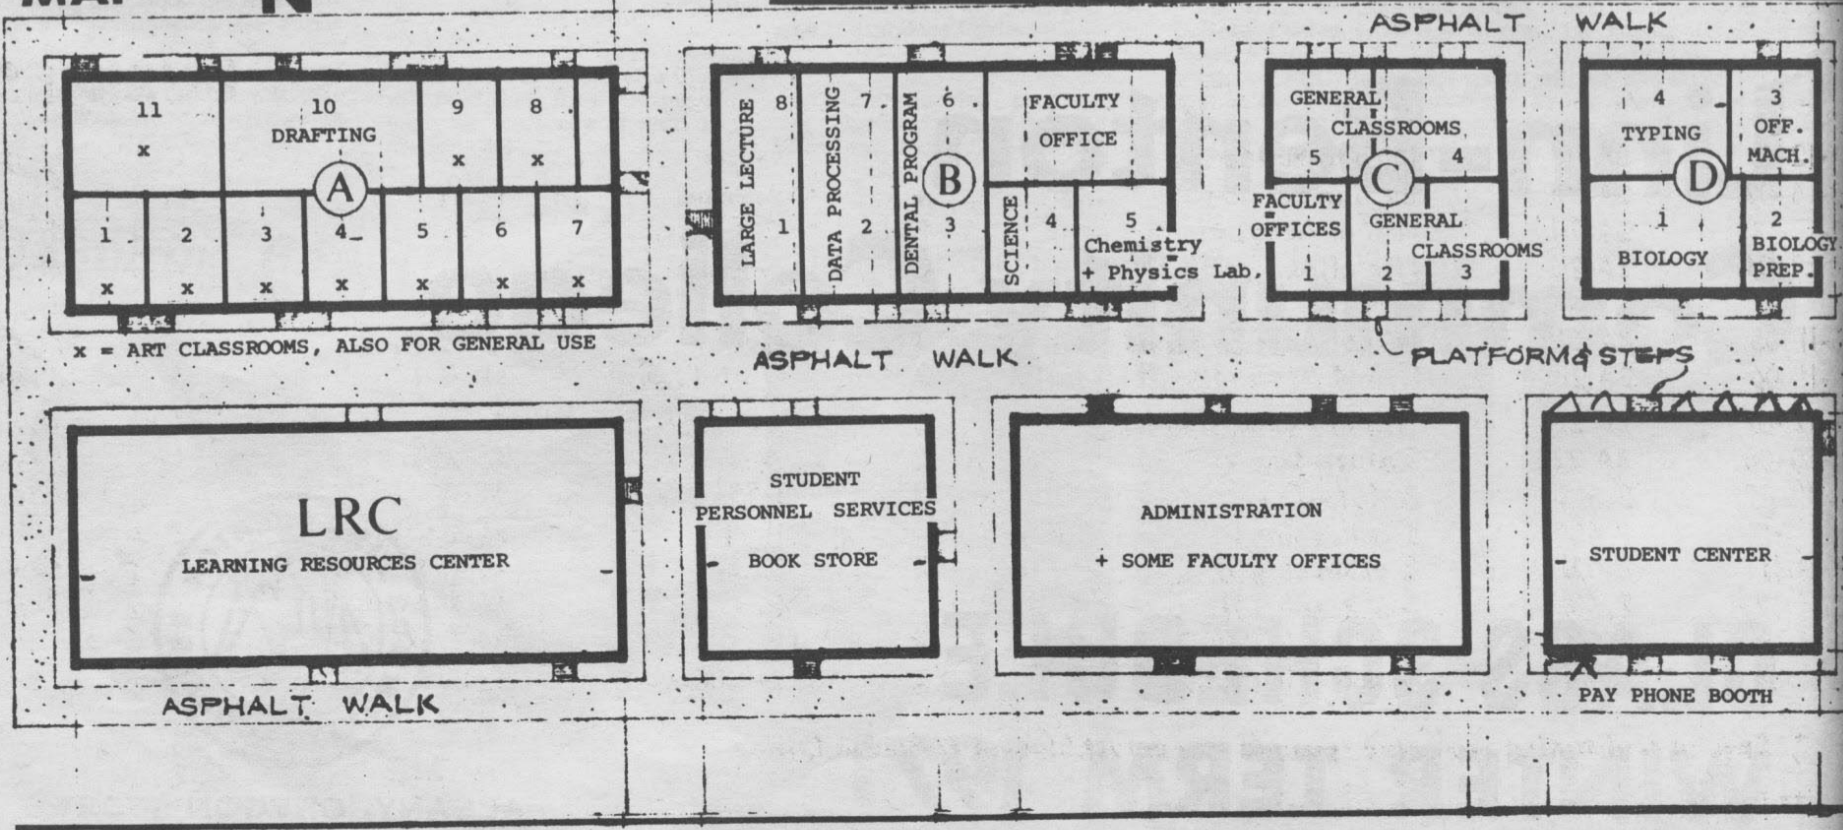 N
ASPHALT WALK
11
x
10
DRAFTING
9
x
8
x
A
1
x
2
x
3
x
4
x
5
x
6
x
7
x
x = ART CLASSROOMS, ALSO FOR GENERAL USE
LARGE LECTURE
8
1
DATA PROCESSING
7
2
DENTAL PROGRAM
6
3
B
FACULTY
OFFICE
SCIENCE
4
5
Chemistry
+ Physics Lab.
ASPHALT WALK
GENERAL
CLASSROOMS
5
4
C
FACULTY
OFFICES
1
GENERAL
CLASSROOMS
2
3
4
TYPING
3
OFF.
MACH.
D
1
BIOLOGY
2
BIOLOGY
PREP.
PLATFORM & STEPS
LRC
LEARNING RESOURCES CENTER
ASPHALT WALK
STUDENT
PERSONNEL SERVICES
BOOK STORE
ADMINISTRATION
+ SOME FACULTY OFFICES
STUDENT CENTER
PAY PHONE BOOTH